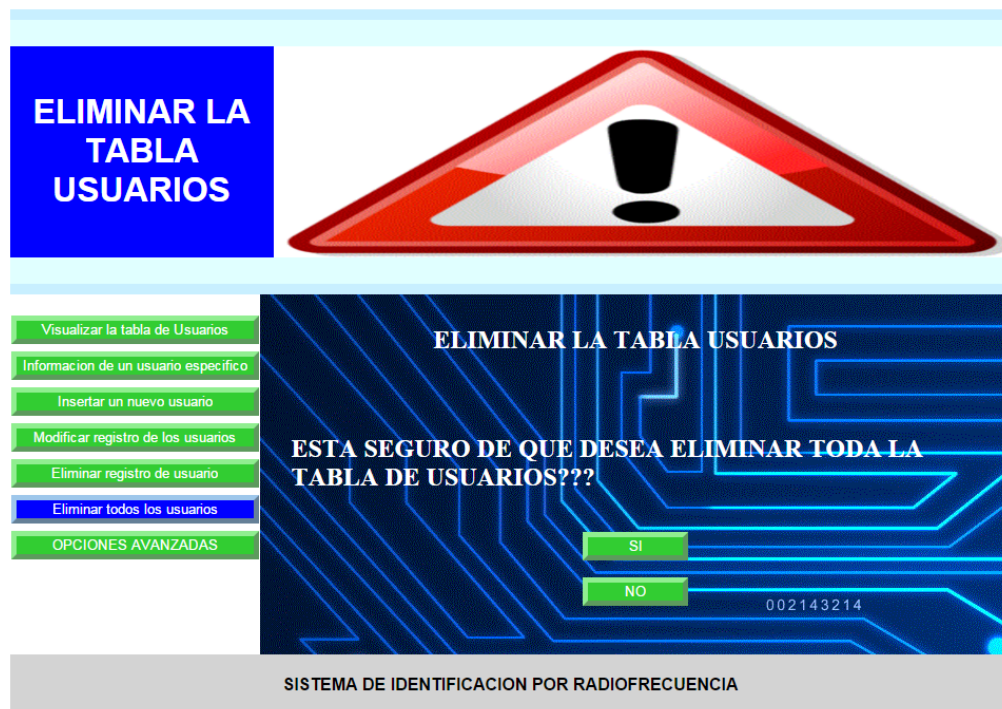 ELIMINAR LA
TABLA
USUARIOS
Visualizar la tabla de Usuarios
Informacion de un usuario especifico
Insertar un nuevo usuario
Modificar registro de los usuarios
Eliminar registro de usuario
Eliminar todos los usuarios
OPCIONES AVANZADAS
ELIMINAR LA TABLA USUARIOS
ESTA SEGURO DE QUE DESEA ELIMINAR TODA LA
TABLA DE USUARIOS???
SI
NO
002143214
SISTEMA DE IDENTIFICACION POR RADIOFRECUENCIA